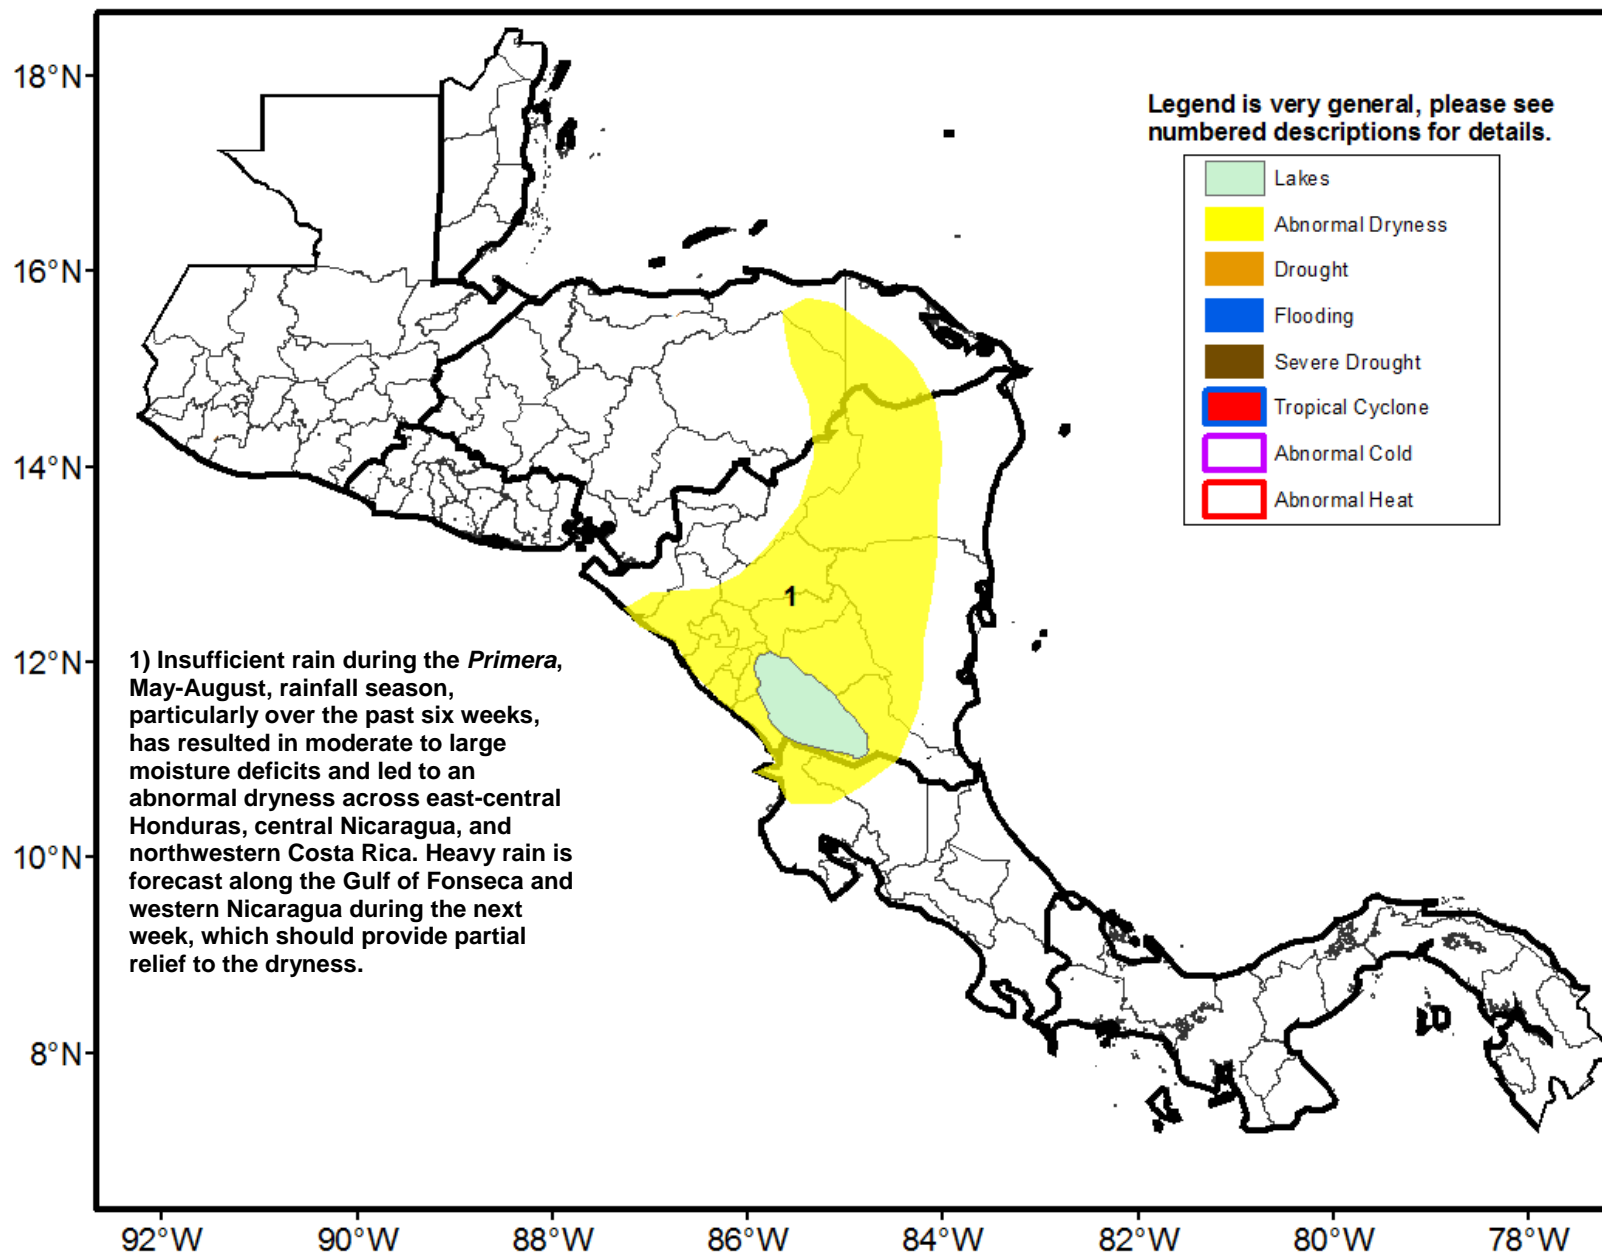 18°N
16°N
14°N
12°N
10°N
8°N
Legend is very general, please see
numbered descriptions for details.
Lakes
Abnormal Dryness
Drought
Flooding
Severe Drought
Tropical Cyclone
Abnormal Cold
Abnormal Heat
1
1) Insufficient rain during the Primera,
May-August, rainfall season,
particularly over the past six weeks,
has resulted in moderate to large
moisture deficits and led to an
abnormal dryness across east-central
Honduras, central Nicaragua, and
northwestern Costa Rica. Heavy rain is
forecast along the Gulf of Fonseca and
western Nicaragua during the next
week, which should provide partial
relief to the dryness.
92°W 90°W 88°W 86°W 84°W 82°W 80°W 78°W